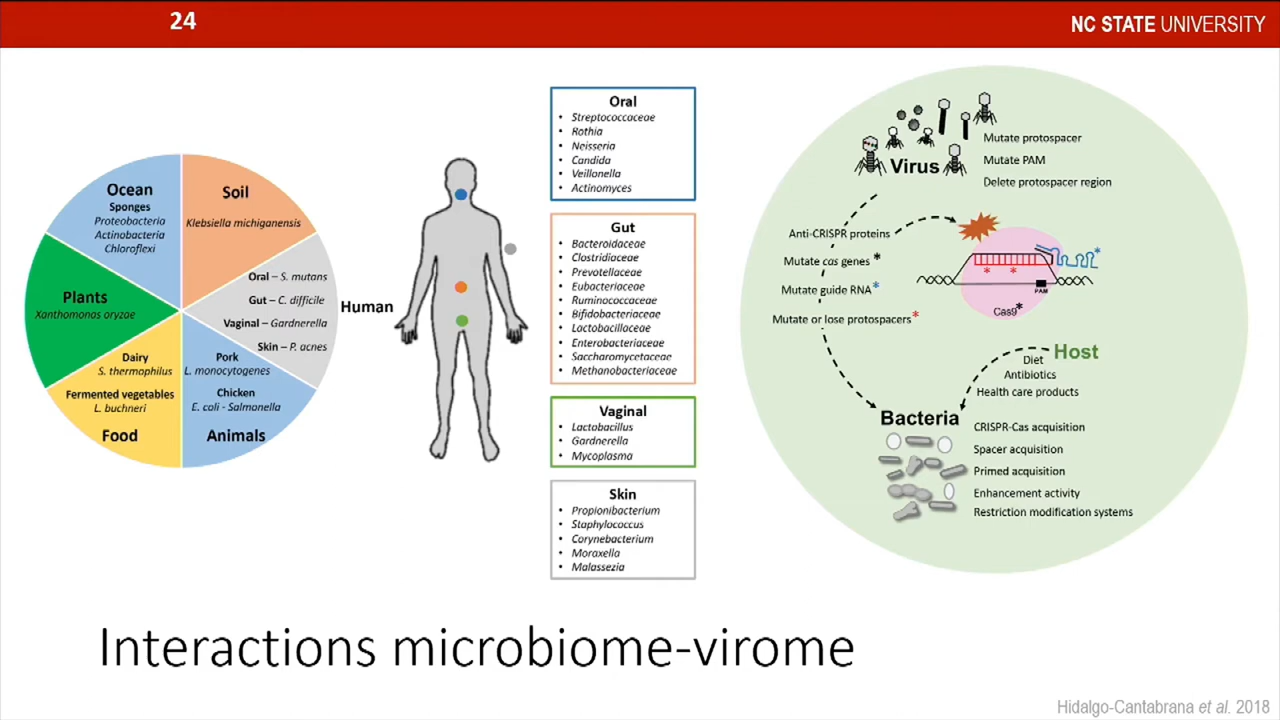 24
NC STATE UNIVERSITY
Ocean
Sponges
Proteobacteria
Actinobacteria
Chloroflexi
Soil
Klebsiella michiganensis
Plants
Xanthomonas oryzae
Oral – S. mutans
Gut – C. difficile
Vaginal – Gardnerella
Skin – P. acnes
Human
Dairy
S. thermophilus
Fermented vegetables
L. buchneri
Food
Pork
L. monocytogenes
Chicken
E. coli - Salmonella
Animals
Oral
• Streptococcaceae
• Rothia
• Neisseria
• Candida
• Veillonella
• Actinomyces
Gut
• Bacteroidaceae
• Clostridiaceae
• Prevotellaceae
• Eubacteriaceae
• Ruminococcaceae
• Bifidobacteriaceae
• Lactobacillaceae
• Enterobacteriaceae
• Saccharomycetaceae
• Methanobacteriaceae
Vaginal
• Lactobacillus
• Gardnerella
• Mycoplasma
Skin
• Propionibacterium
• Staphylococcus
• Corynebacterium
• Moraxella
• Malassezia
Virus
Mutate protospacer
Mutate PAM
Delete protospacer region
Anti-CRISPR proteins
Mutate cas genes *
Mutate guide RNA*
Mutate or lose protospacers*
PAM
Cas9*
Host
Diet
Antibiotics
Health care products
Bacteria
CRISPR-Cas acquisition
Spacer acquisition
Primed acquisition
Enhancement activity
Restriction modification systems
Interactions microbiome-virome
Hidalgo-Cantabrana et al. 2018